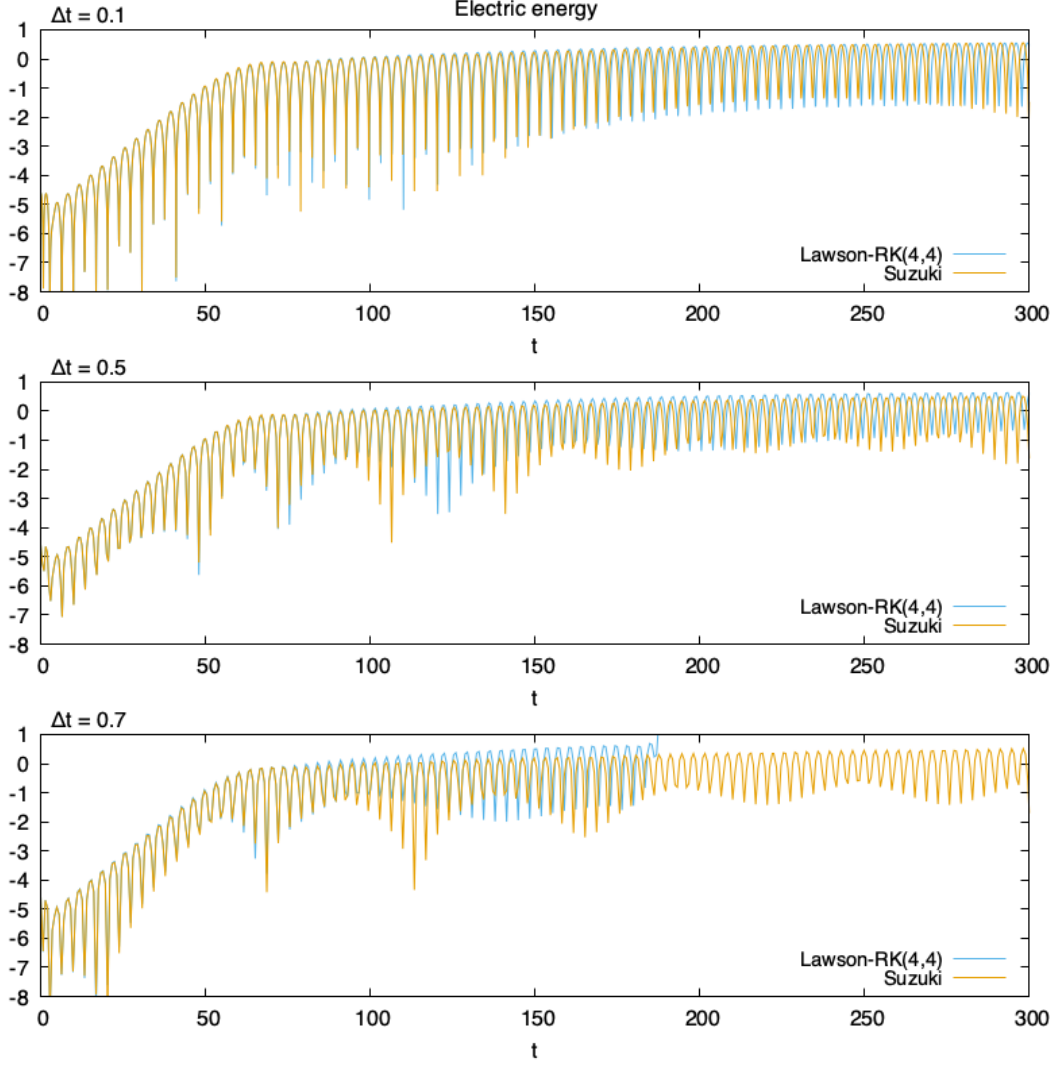 Electric energy
Δt = 0.1
1
0
-1
-2
-3
-4
-5
-6
-7
-8
Lawson-RK(4,4)
Suzuki
0 50 100 150 200 250 300
t
Δt = 0.5
1
0
-1
-2
-3
-4
-5
-6
-7
-8
Lawson-RK(4,4)
Suzuki
0 50 100 150 200 250 300
t
Δt = 0.7
1
0
-1
-2
-3
-4
-5
-6
-7
-8
Lawson-RK(4,4)
Suzuki
0 50 100 150 200 250 300
t